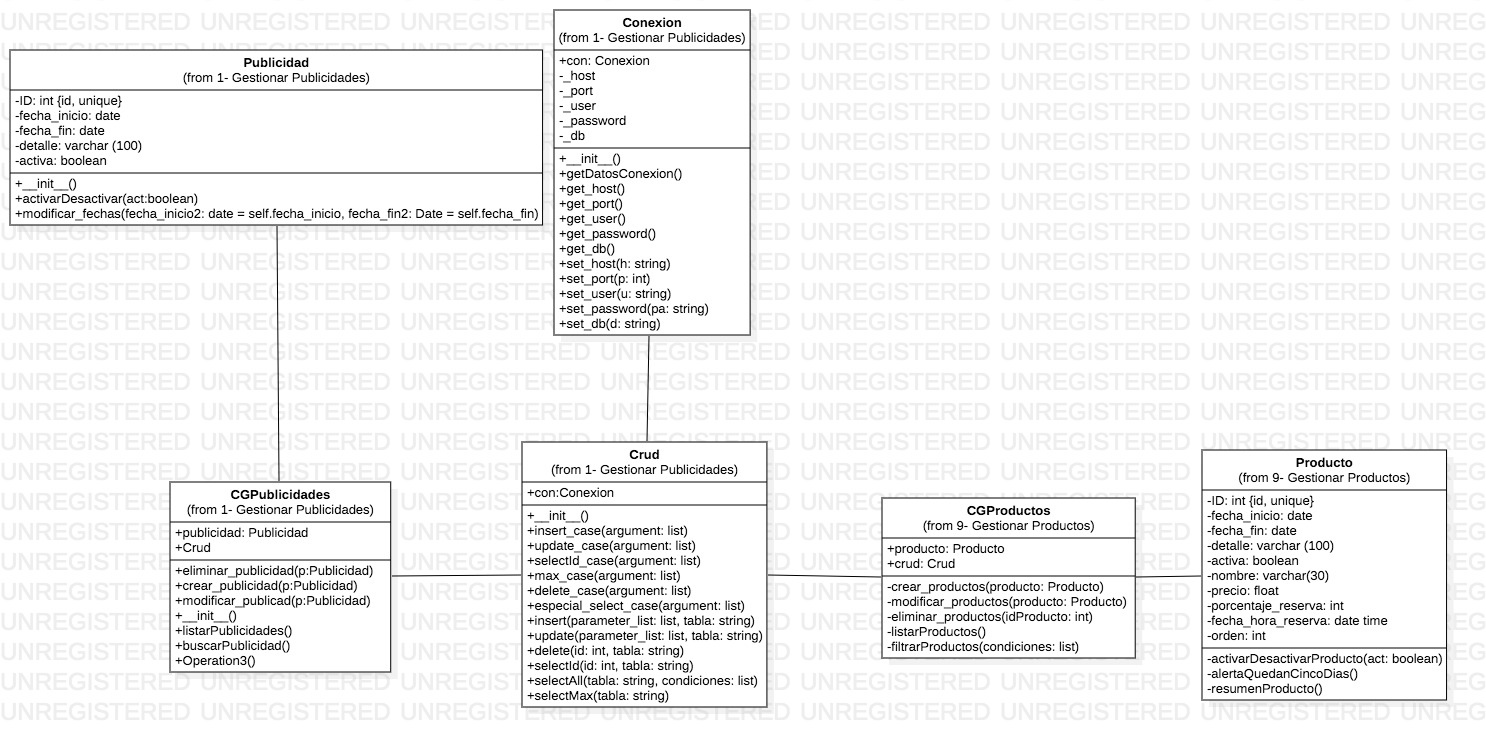 Publicidad
(from 1- Gestionar Publicidades)
-ID: int {id, unique}
-fecha_inicio: date
-fecha_fin: date
-detalle: varchar (100)
-activa: boolean
+__init__()
+activarDesactivar(act:boolean)
+modificar_fechas(fecha_inicio2: date = self.fecha_inicio, fecha_fin2: Date = self.fecha_fin)
Conexion
(from 1- Gestionar Publicidades)
+con: Conexion
-_host
-_port
-_user
-_password
-_db
+__init__()
+getDatosConexion()
+get_host()
+get_port()
+get_user()
+get_password()
+get_db()
+set_host(h: string)
+set_port(p: int)
+set_user(u: string)
+set_password(pa: string)
+set_db(d: string)
CGPublicidades
(from 1- Gestionar Publicidades)
+publicidad: Publicidad
+Crud
+eliminar_publicidad(p:Publicidad)
+crear_publicidad(p:Publicidad)
+modificar_publicad(p:Publicidad)
+__init__()
+listarPublicidades()
+buscarPublicidad()
+Operation3()
Crud
(from 1- Gestionar Publicidades)
+con:Conexion
+__init__()
+insert_case(argument: list)
+update_case(argument: list)
+selectId_case(argument: list)
+max_case(argument: list)
+delete_case(argument: list)
+especial_select_case(argument: list)
+insert(parameter_list: list, tabla: string)
+update(parameter_list: list, tabla: string)
+delete(id: int, tabla: string)
+selectId(id: int, tabla: string)
+selectAll(tabla: string, condiciones: list)
+selectMax(tabla: string)
CGProductos
(from 9- Gestionar Productos)
+producto: Producto
+crud: Crud
-crear_productos(producto: Producto)
-modificar_productos(producto: Producto)
-eliminar_productos(idProducto: int)
-listarProductos()
-filtrarProductos(condiciones: list)
Producto
(from 9- Gestionar Productos)
-ID: int {id, unique}
-fecha_inicio: date
-fecha_fin: date
-detalle: varchar (100)
-activa: boolean
-nombre: varchar(30)
-precio: float
-porcentaje_reserva: int
-fecha_hora_reserva: date time
-orden: int
-activarDesactivarProducto(act: boolean)
-alertaQuedanCincoDias()
-resumenProducto()
UNREGISTERED